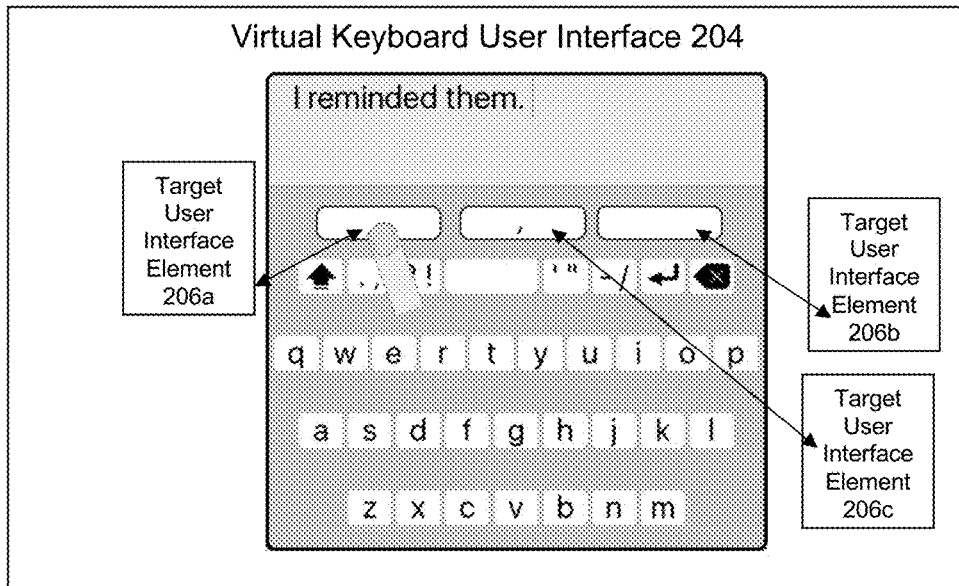 Virtual Keyboard User Interface 204
I reminded them.
Target
User
Interface
Element
206a
,
Target
User
Interface
Element
206b
! ' " - /
q w e r t y u i o p
Target
User
Interface
Element
206c
a s d f g h j k l
z x c v b n m